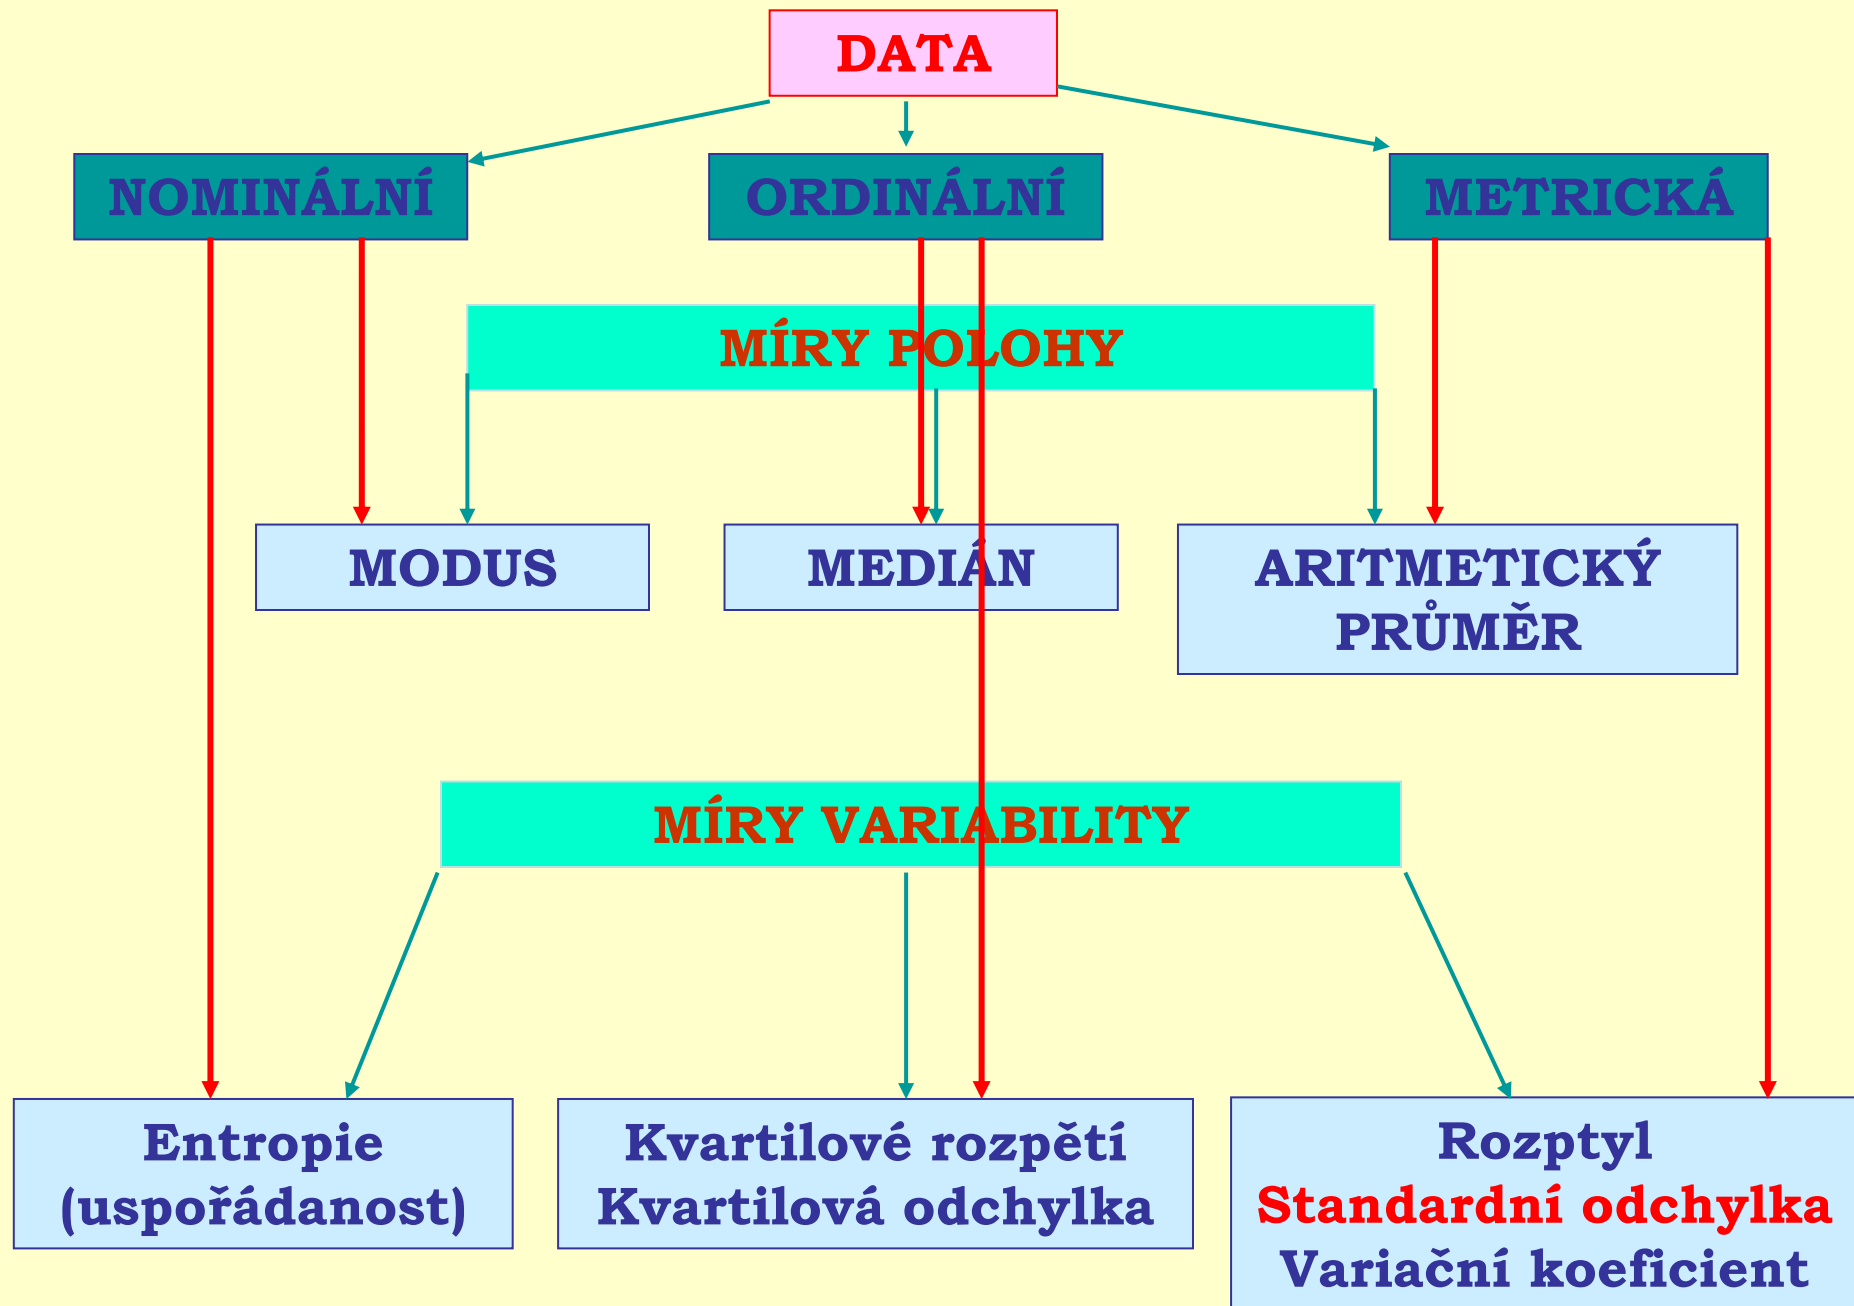 DATA
NOMINÁLNÍ
ORDINÁLNÍ
METRICKÁ
MÍRY POLOHY
MODUS
MEDIÁN
ARITMETICKÝ
PRŮMĚR
MÍRY VARIABILITY
Entropie
(uspořádanost)
Kvartilové rozpětí
Kvartilová odchylka
Rozptyl
Standardní odchylka
Variační koeficient